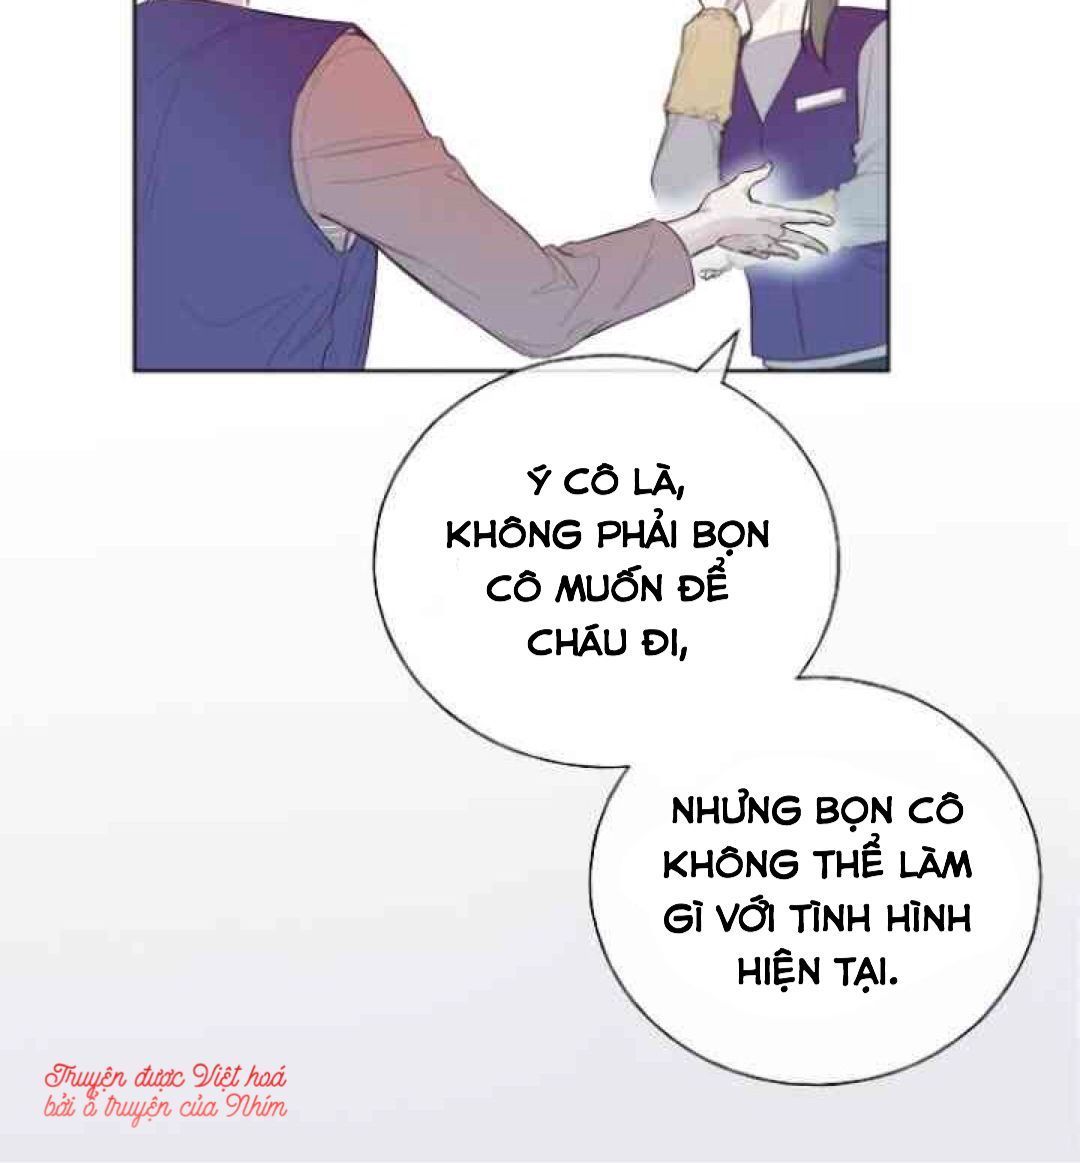 Ý CÔ LÀ,
KHÔNG PHẢI BỌN
CÔ MUỐN ĐỂ
CHÁU ĐI,
NHƯNG BỌN CÔ
KHÔNG THỂ LÀM
GÌ VỚI TÌNH HÌNH
HIỆN TẠI.
Truyện được Việt hoá
bởi ổ truyện của Nhím